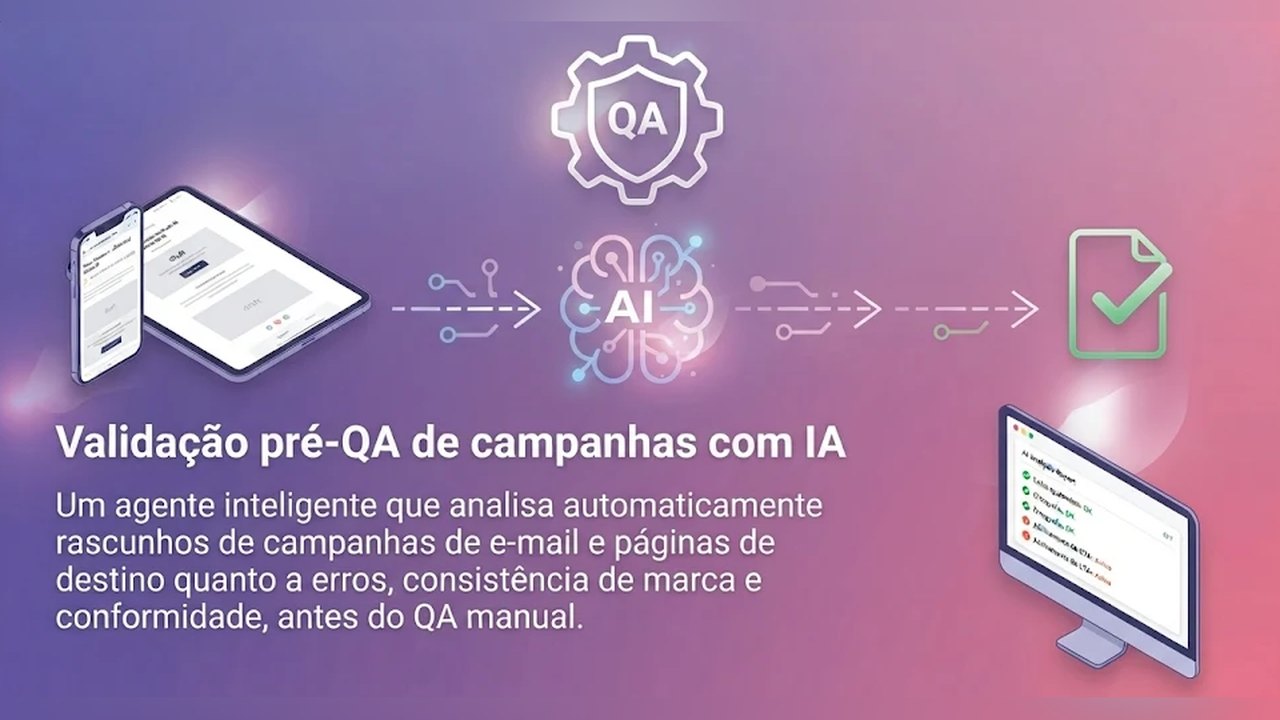 QA
AI
Validação pré-QA de campanhas com IA
Um agente inteligente que analisa automaticamente
rascunhos de campanhas de e-mail e páginas de
destino quanto a erros, consistência de marca e
conformidade, antes do QA manual.